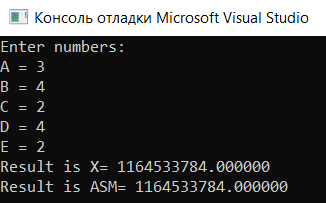 Консоль отладки Microsoft Visual Studio
Enter numbers:
A = 3
B = 4
C = 2
D = 4
E = 2
Result is X= 1164533784.000000
Result is ASM= 1164533784.000000